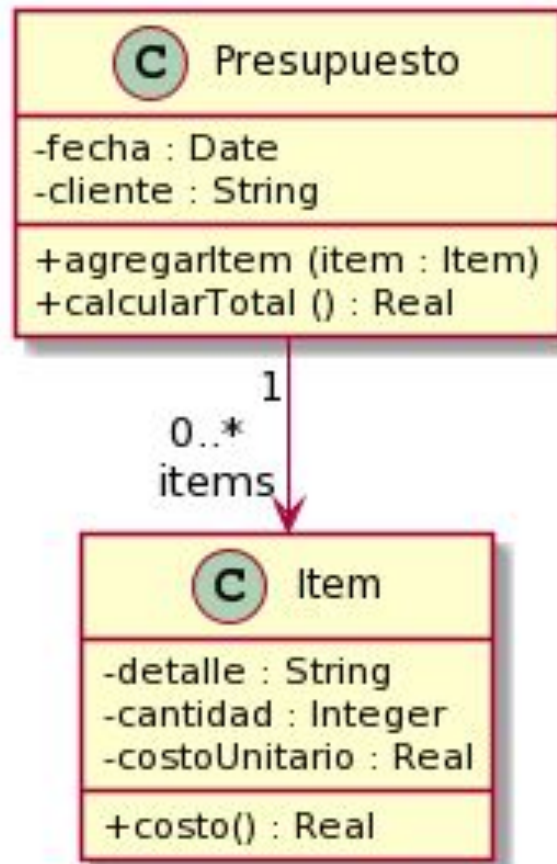 C Presupuesto
-fecha : Date
-cliente : String
+agregarItem (item : Item)
+calcularTotal () : Real
1
0..*
items
C Item
-detalle : String
-cantidad : Integer
-costoUnitario : Real
+costo() : Real